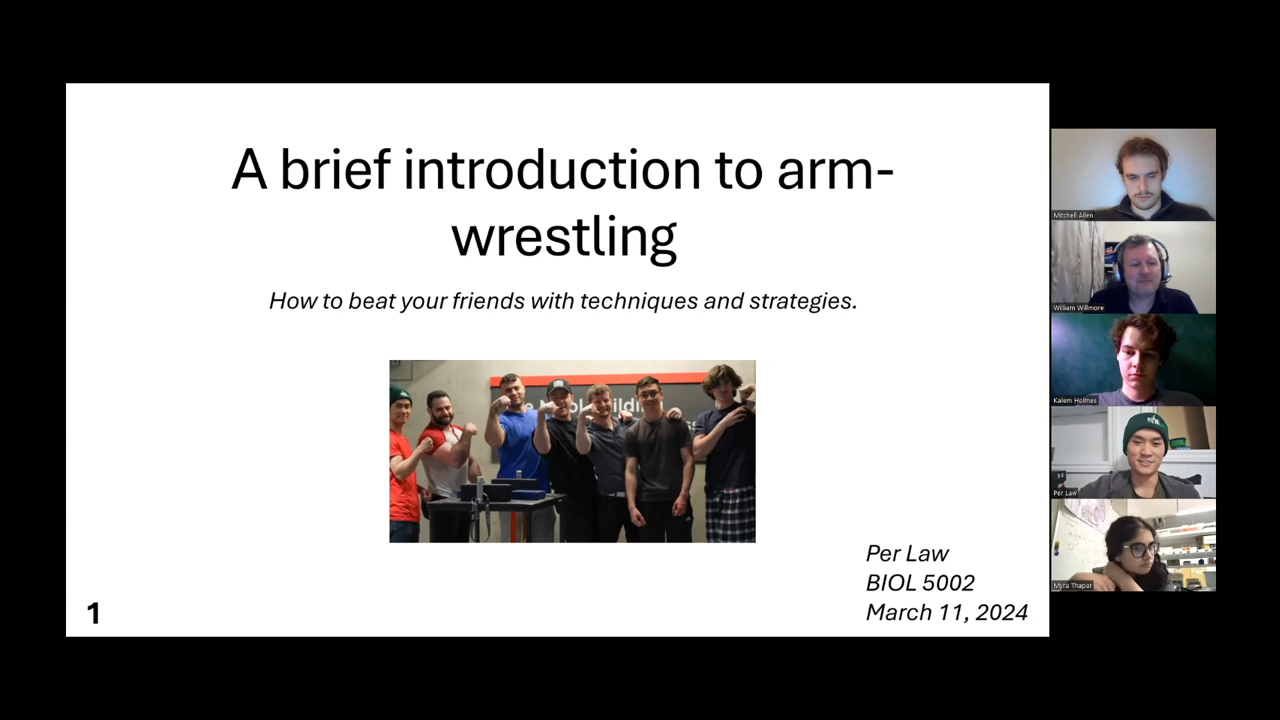 A brief introduction to arm-
wrestling
How to beat your friends with techniques and strategies.
Per Law
BIOL 5002
March 11, 2024
1
Mitchell Allen
William Willmore
Kalem Holmes
Per Law
Myra Thapar